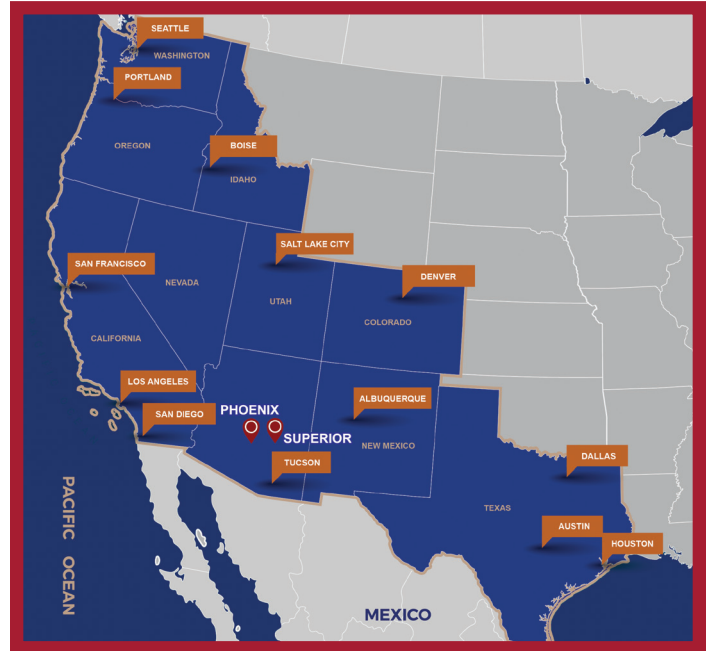 SEATTLE
WASHINGTON
PORTLAND
OREGON
BOISE
IDAHO
SALT LAKE CITY
SAN FRANCISCO
NEVADA
DENVER
UTAH
COLORADO
CALIFORNIA
LOS ANGELES
ALBUQUERQUE
PHOENIX
SAN DIEGO
SUPERIOR
NEW MEXICO
TUCSON
DALLAS
TEXAS
AUSTIN
HOUSTON
PACIFIC OCEAN
MEXICO